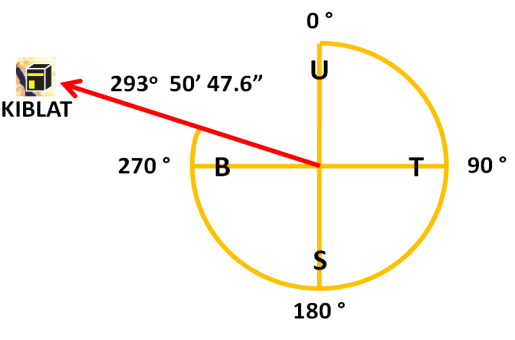 0 °
U
293° 50’ 47.6”
KIBLAT
270 °
B
T
90 °
S
180 °